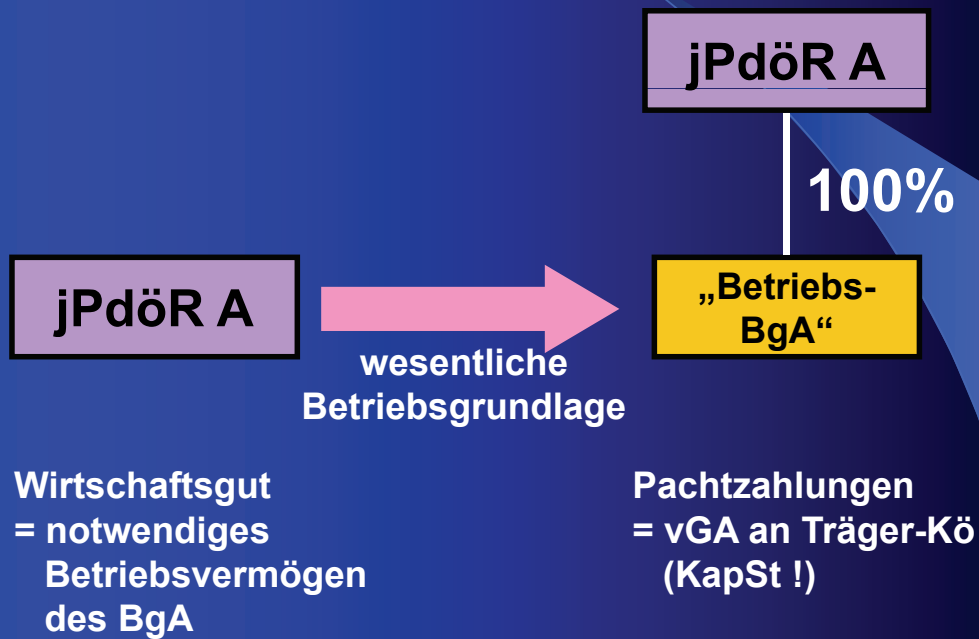 jPdöR A
100%
jPdöR A
„Betriebs-
BgA“
wesentliche
Betriebsgrundlage
Wirtschaftsgut
= notwendiges
Betriebsvermögen
des BgA
Pachtzahlungen
= vGA an Träger-Kö
(KapSt !)